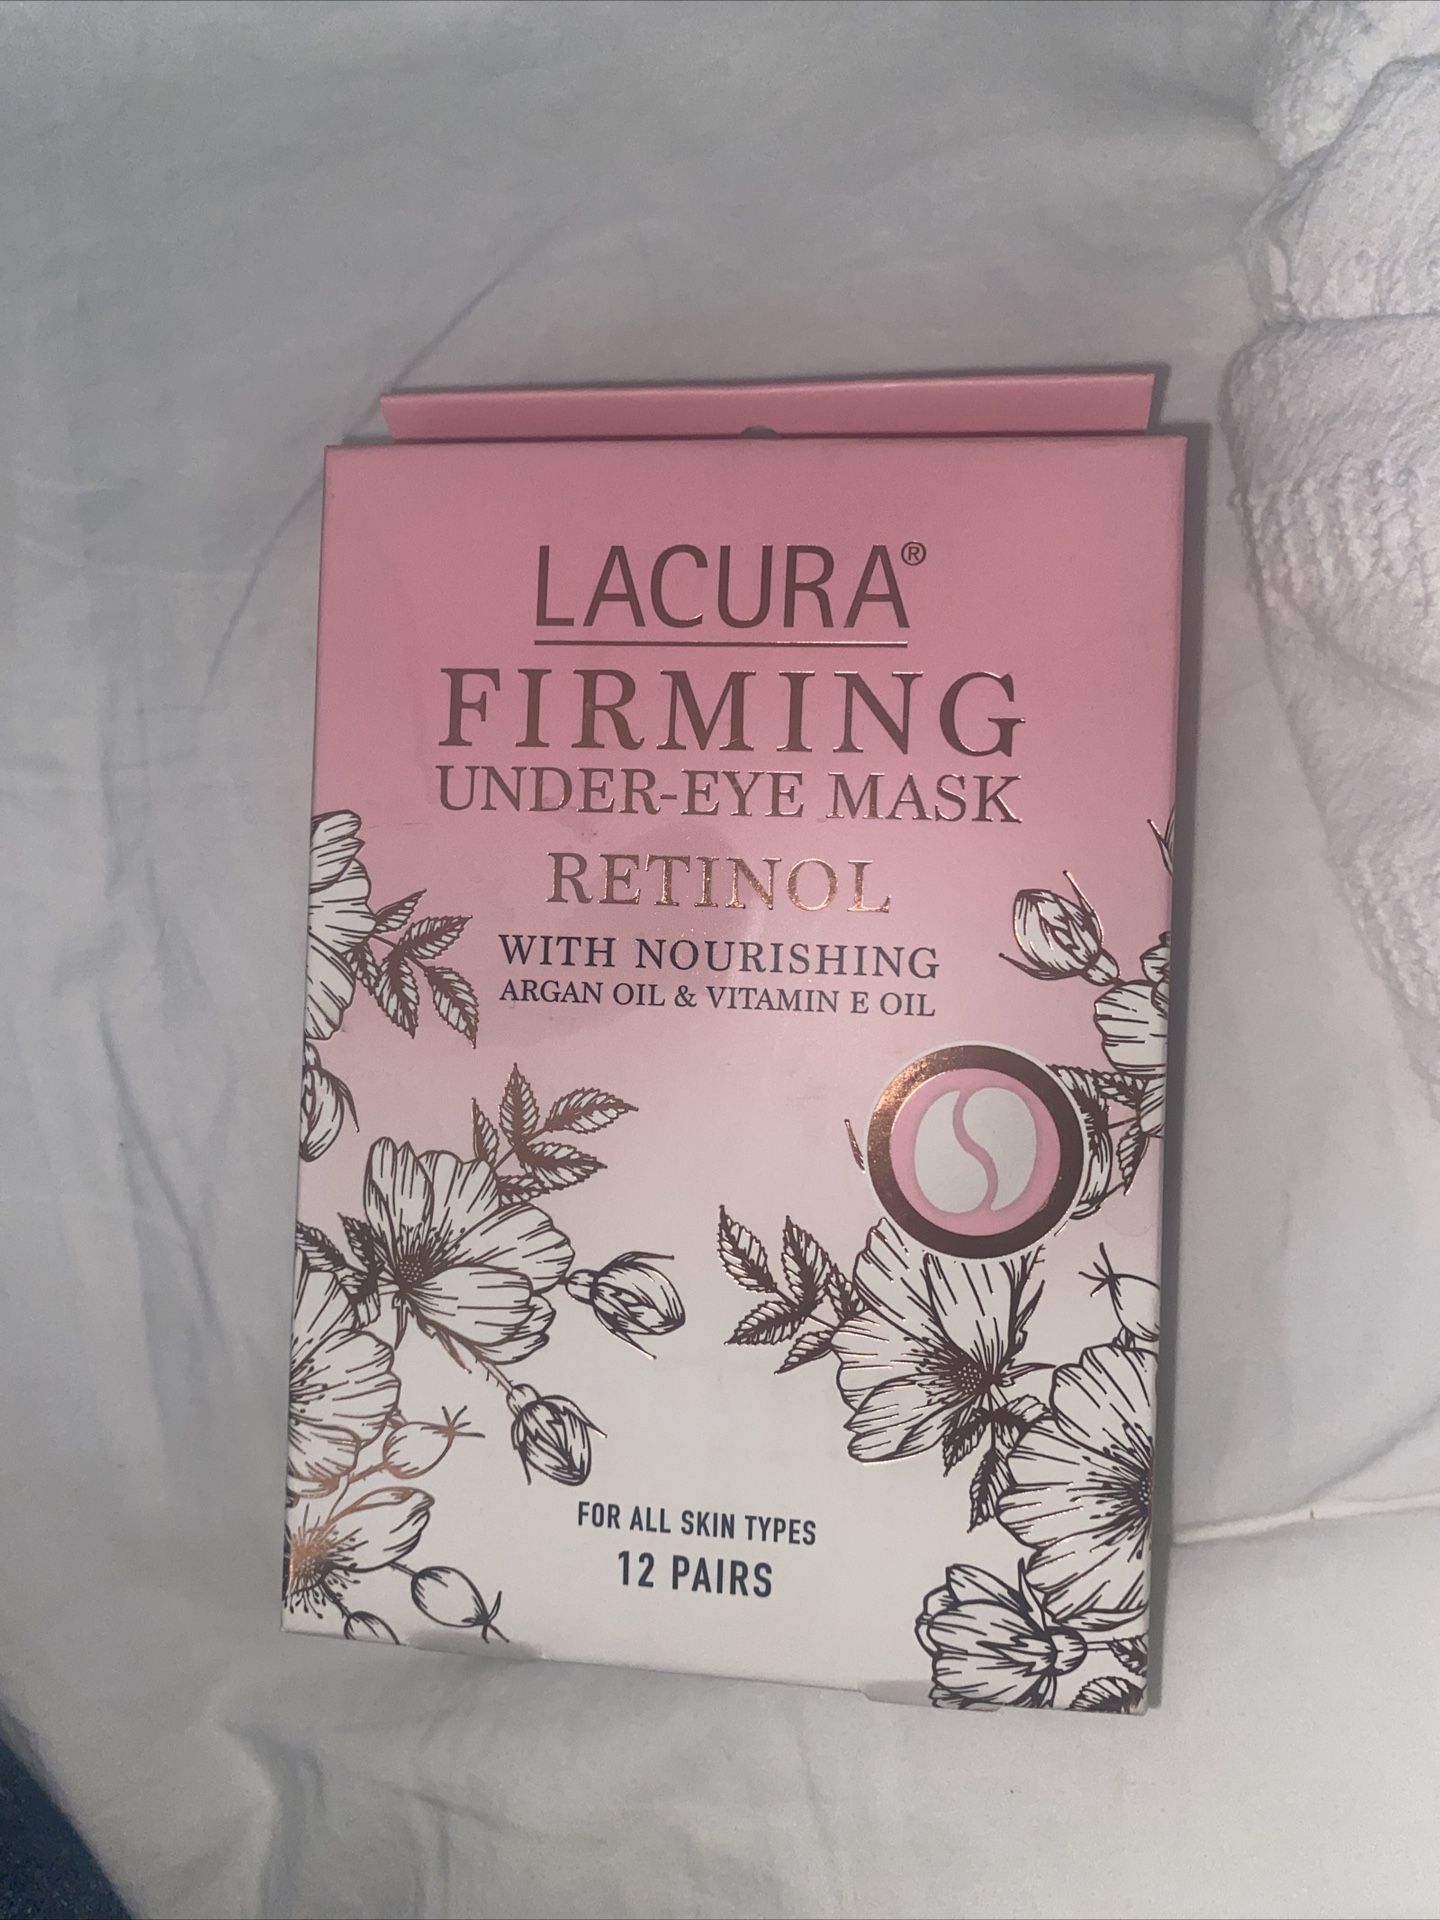 LACURA®
FIRMING
UNDER-EYE MASK
RETINOL
WITH NOURISHING
ARGAN OIL & VITAMIN E OIL
FOR ALL SKIN TYPES
12 PAIRS